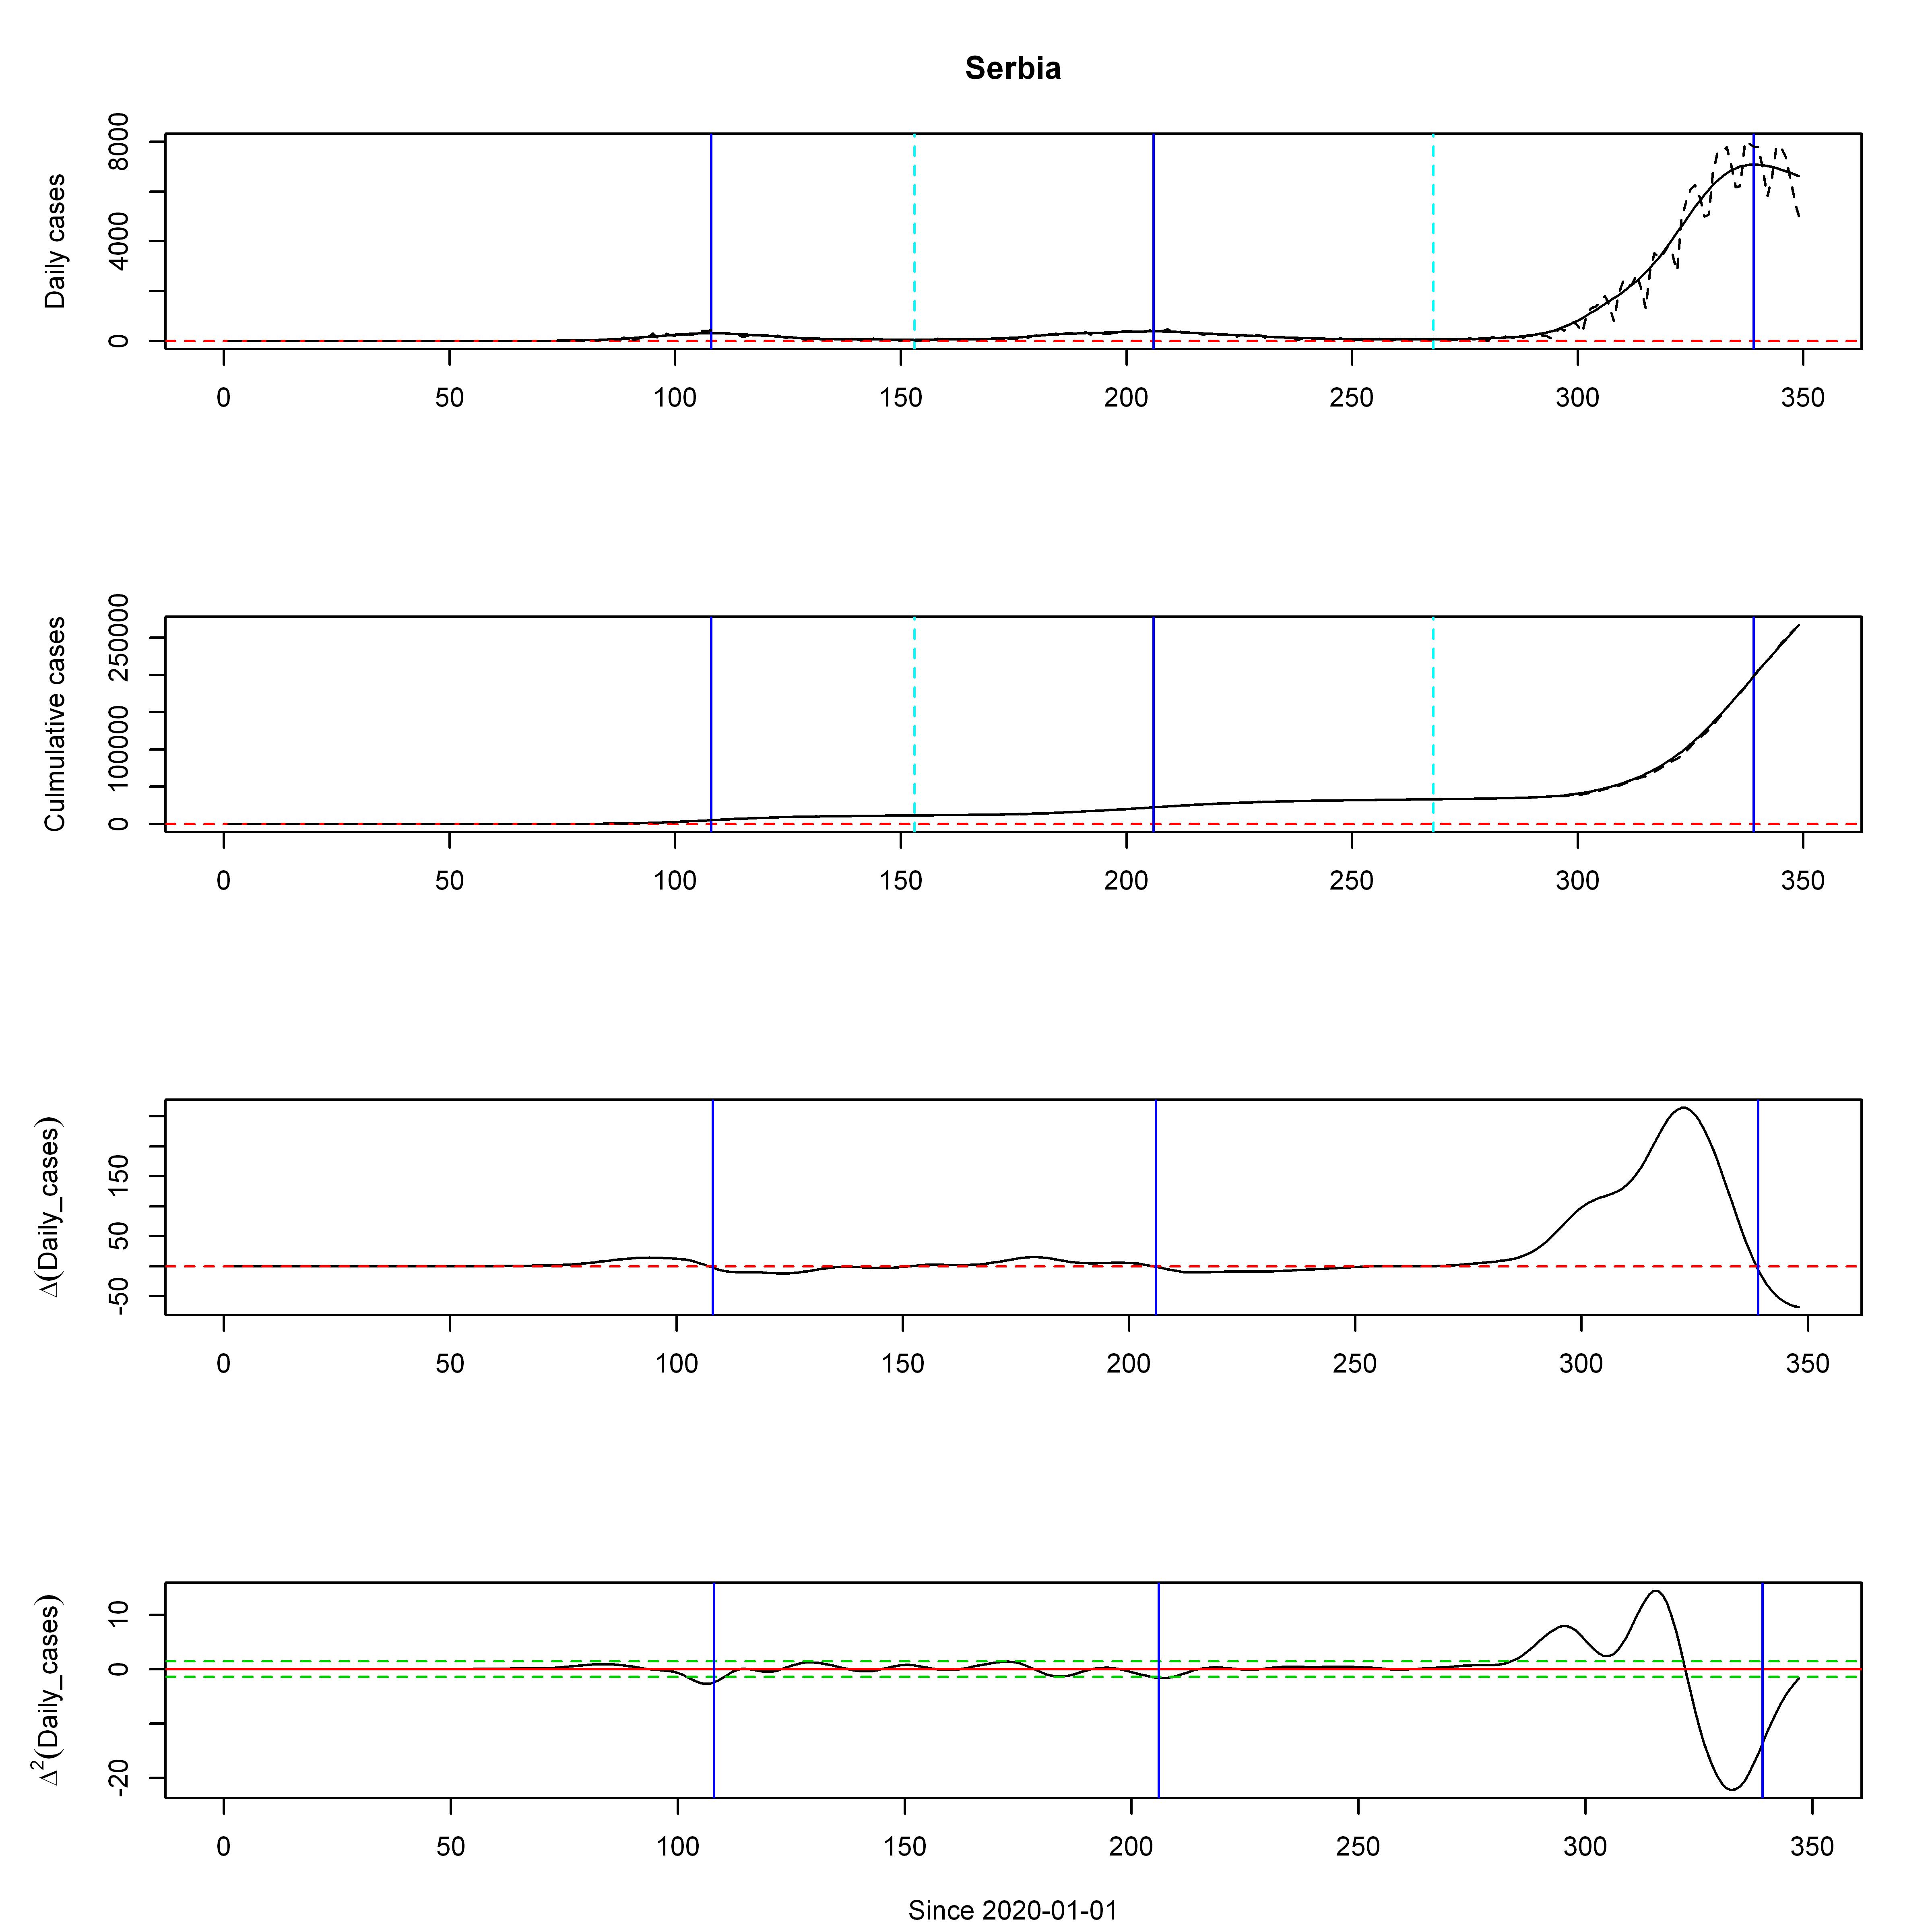 Serbia
Daily cases
0 4000 8000
0 50 100 150 200 250 300 350
Culmulative cases
0 100000 250000
0 50 100 150 200 250 300 350
Δ(Daily_cases)
-50 50 150
0 50 100 150 200 250 300 350
Δ²(Daily_cases)
-20 0 10
0 50 100 150 200 250 300 350
Since 2020-01-01